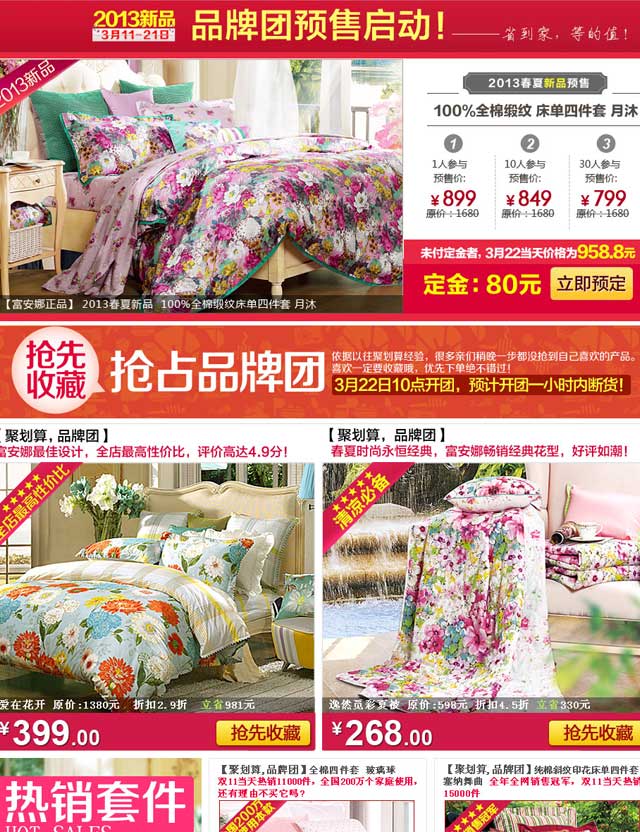 2013新品
3月11-21日
品牌团预售启动!
省到家,等的值!
2013新品
2013春夏新品预售
100%全棉缎纹 床单四件套 月沐
1
2
3
1人参与
预售价:
¥899
原价:1680
10人参与
预售价:
¥849
原价:1680
30人参与
预售价:
¥799
原价:1680
未付定金者,3月22当天价格为958.8元
定金:80元
立即预定
【富安娜正品】 2013春夏新品 100%全棉缎纹床单四件套 月沐
抢先
收藏
抢占品牌团
依据以往聚划算经验,很多亲们稍晚一步都没抢到自己喜欢的产品。
喜欢一定要收藏哦,优先下单绝不错过!
3月22日10点开团,预计开团一小时内断货!
【聚划算,品牌团】
富安娜最佳设计,全店最高性价比,评价高达4.9分!
全店最高性价比
爱在花开 原价:1380元 折扣2.9折 立省981元
¥399.00
抢先收藏
【聚划算,品牌团】
春夏时尚永恒经典,富安娜畅销经典花型,好评如潮!
清凉必备
逸然觅彩夏被 原价:598元 折扣4.5折 立省330元
¥268.00
抢先收藏
热销套件
HOT SALES
【聚划算,品牌团】全棉四件套 玻璃球
双11当天热销11000件,全国200万个家庭使用,
还有理由不买它吗?
全国200万
使用本款
【聚划算,品牌团】纯棉斜纹印花床单四件套
塞纳舞曲 全年全网销售冠军,双11当天热销
15000件
销售冠军